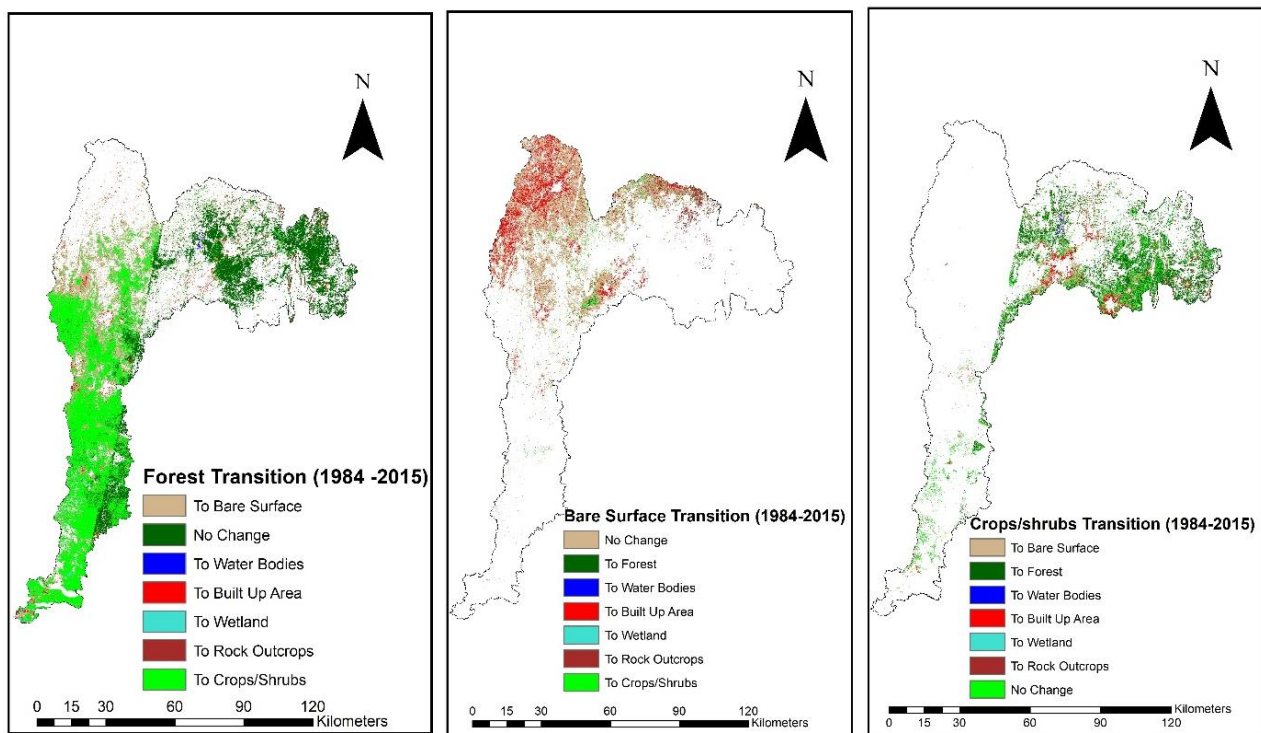 N
Forest Transition (1984 -2015)
To Bare Surface
No Change
To Water Bodies
To Built Up Area
To Wetland
To Rock Outcrops
To Crops/Shrubs
0 15 30 60 90 120
Kilometers
N
Bare Surface Transition (1984-2015)
No Change
To Forest
To Water Bodies
To Built Up Area
To Wetland
To Rock Outcrops
To Crops/Shrubs
0 15 30 60 90 120
Kilometers
N
Crops/shrubs Transition (1984-2015)
To Bare Surface
To Forest
To Water Bodies
To Built Up Area
To Wetland
To Rock Outcrops
No Change
0 15 30 60 90 120
Kilometers